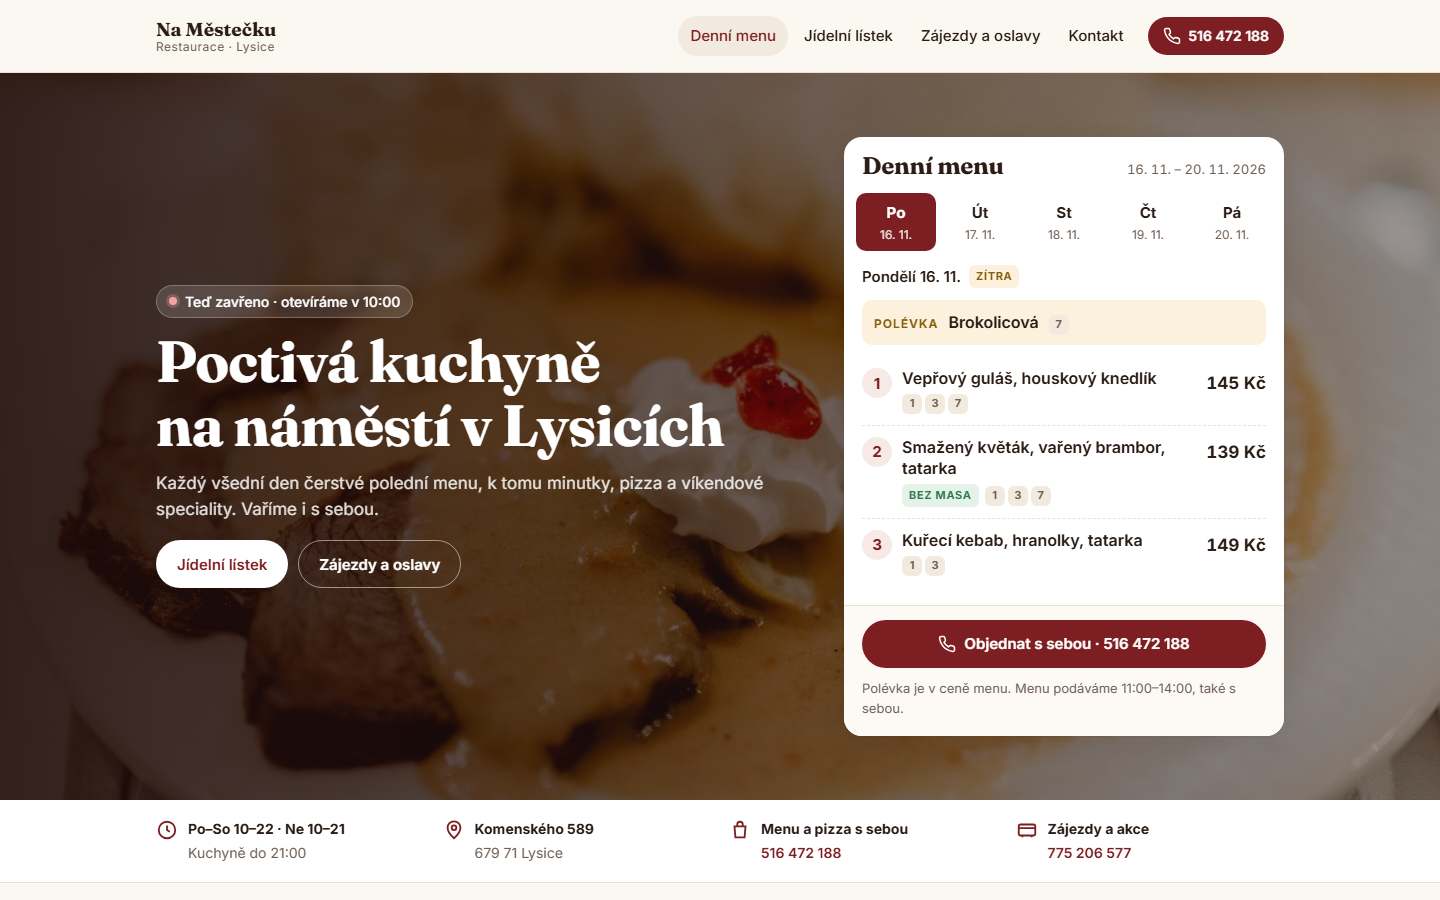 Na Městečku
Restaurace · Lysice
Denní menu
Jídelní lístek
Zájezdy a oslavy
Kontakt
516 472 188
Teď zavřeno · otevíráme v 10:00
Poctivá kuchyně
na náměstí v Lysicích
Každý všední den čerstvé polední menu, k tomu minutky, pizza a víkendové
speciality. Vaříme i s sebou.
Jídelní lístek
Zájezdy a oslavy
Denní menu
16. 11. – 20. 11. 2026
Po
16. 11.
Út
17. 11.
St
18. 11.
Čt
19. 11.
Pá
20. 11.
Pondělí 16. 11. ZÍTRA
POLÉVKA Brokolicová 7
1 Vepřový guláš, houskový knedlík 145 Kč
1 3 7
2 Smažený květák, vařený brambor, 139 Kč
tatarka
BEZ MASA 1 3 7
3 Kuřecí kebab, hranolky, tatarka 149 Kč
1 3
Objednat s sebou · 516 472 188
Polévka je v ceně menu. Menu podáváme 11:00–14:00, také s
sebou.
Po–So 10–22 · Ne 10–21
Kuchyně do 21:00
Komenského 589
679 71 Lysice
Menu a pizza s sebou
516 472 188
Zájezdy a akce
775 206 577